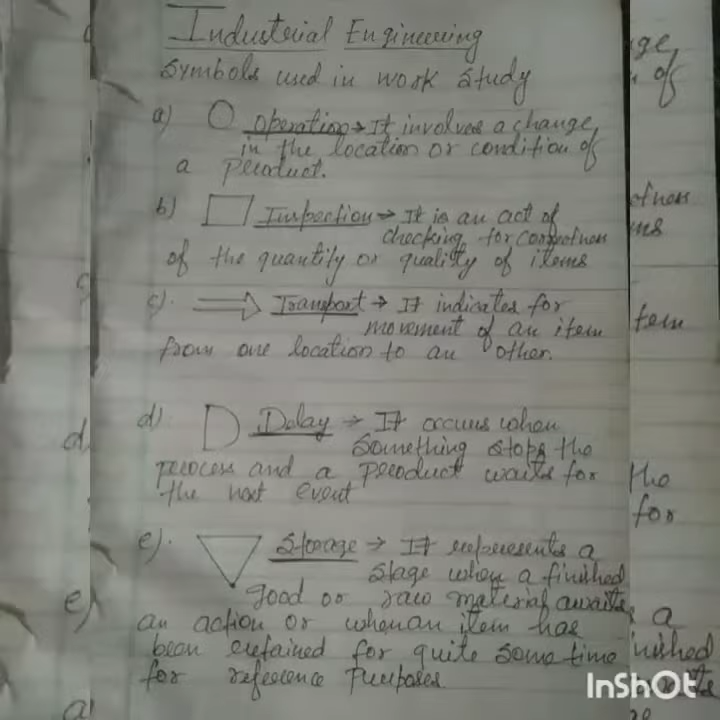 Industrial Engineering
Symbols used in work study
a) Operation → It involves a change
in the location or condition of
a product.
b) Inspection → It is an act of
checking for correctness
of the quantity or quality of items
c). Transport → It indicates for
movement of an item
from one location to an other.
d) Delay → It occurs when
something stops the
process and a product waits for
the next event
e). Storage → It represents a
stage when a finished
good or raw material awaits
an action or when an item has
been retained for quite some time
for reference purposes
InShOt